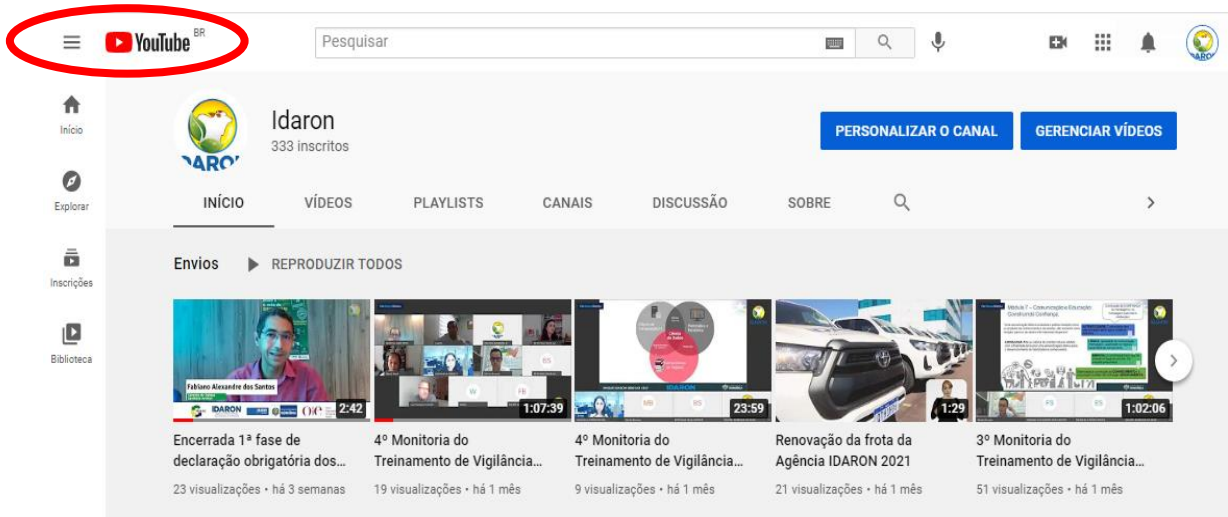 YouTube BR
Pesquisar
Início
Explorar
Inscrições
Biblioteca
IDARON
Idaron
333 inscritos
PERSONALIZAR O CANAL
GERENCIAR VÍDEOS
INÍCIO
VÍDEOS
PLAYLISTS
CANAIS
DISCUSSÃO
SOBRE
Envios
REPRODUZIR TODOS
Fabiano Alexandre dos Santos
IDARON
2:42
Encerrada 1ª fase de
declaração obrigatória dos...
23 visualizações • há 3 semanas
W
FB
1:07:39
4º Monitoria do
Treinamento de Vigilância...
19 visualizações • há 1 mês
IDARON
23:59
4º Monitoria do
Treinamento de Vigilância...
9 visualizações • há 1 mês
1:29
Renovação da frota da
Agência IDARON 2021
21 visualizações • há 1 mês
1:02:06
3º Monitoria do
Treinamento de Vigilância...
51 visualizações • há 1 mês